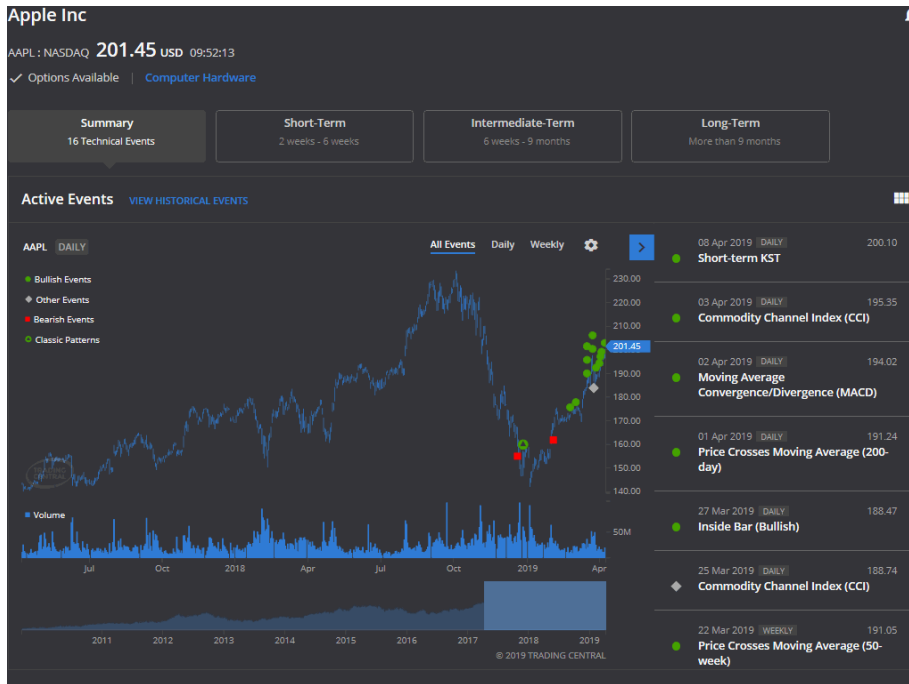 Apple Inc
AAPL : NASDAQ 201.45 USD 09:52:13
Options Available | Computer Hardware
Summary
16 Technical Events
Short-Term
2 weeks - 6 weeks
Intermediate-Term
6 weeks - 9 months
Long-Term
More than 9 months
Active Events VIEW HISTORICAL EVENTS
AAPL DAILY
All Events Daily Weekly
Bullish Events
Other Events
Bearish Events
Classic Patterns
230.00
220.00
210.00
201.45
190.00
180.00
170.00
160.00
150.00
140.00
TRADING
CENTRAL
Volume
50M
Jul Oct 2018 Apr Jul Oct 2019 Apr
2011 2012 2013 2014 2015 2016 2017 2018 2019
© 2019 TRADING CENTRAL
08 Apr 2019 DAILY 200.10
Short-term KST
03 Apr 2019 DAILY 195.35
Commodity Channel Index (CCI)
02 Apr 2019 DAILY 194.02
Moving Average
Convergence/Divergence (MACD)
01 Apr 2019 DAILY 191.24
Price Crosses Moving Average (200-
day)
27 Mar 2019 DAILY 188.47
Inside Bar (Bullish)
25 Mar 2019 DAILY 188.74
Commodity Channel Index (CCI)
22 Mar 2019 WEEKLY 191.05
Price Crosses Moving Average (50-
week)